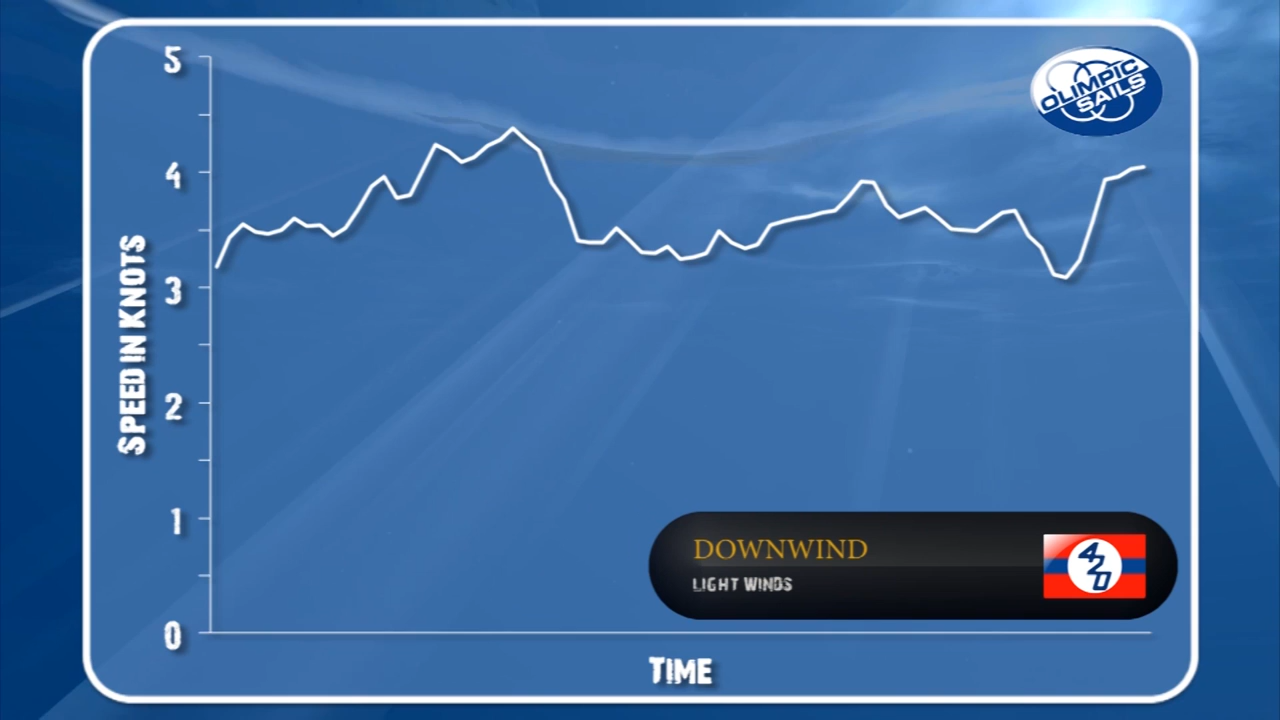 5
4
3
2
1
0
SPEED IN KNOTS
TIME
OLIMPIC
SAILS
DOWNWIND
LIGHT WINDS
420